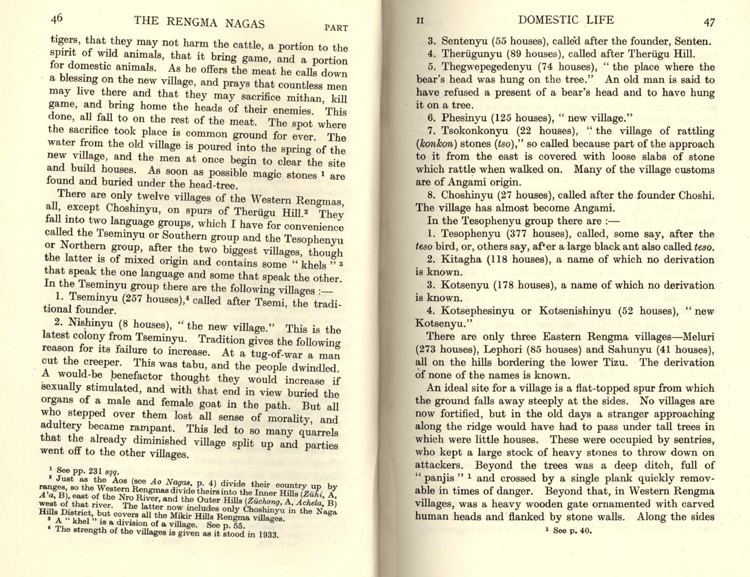 46
THE RENGMA NAGAS
PART
tigers, that they may not harm the cattle, a portion to the
spirit of wild animals, that it bring game, and a portion
for domestic animals. As he offers the meat he calls down
a blessing on the new village, and prays that countless men
may live there and that they may sacrifice mithan, kill
game, and bring home the heads of their enemies. This
done, all fall to on the rest of the meat. The spot where
the sacrifice took place is common ground for ever. The
water from the old village is poured into the spring of the
new village, and the men at once begin to clear the site
and build houses. As soon as possible magic stones ¹ are
found and buried under the head-tree.
There are only twelve villages of the Western Rengmas,
all, except Choshinyu, on spurs of Therügu Hill.² They
fall into two language groups, which I have for convenience
called the Tseminyu or Southern group and the Tesophenyu
or Northern group, after the two biggest villages, though
the latter is of mixed origin and contains some “ khels ” ³
that speak the one language and some that speak the other.
In the Tseminyu group there are the following villages :—
1. Tseminyu (257 houses),⁴ called after Tsemi, the tradi-
tional founder.
2. Nishinyu (8 houses), “ the new village.” This is the
latest colony from Tseminyu. Tradition gives the following
reason for its failure to increase. At a tug-of-war a man
cut the creeper. This was tabu, and the people dwindled.
A would-be benefactor thought they would increase if
sexually stimulated, and with that end in view buried the
organs of a male and female goat in the path. But all
who stepped over them lost all sense of morality, and
adultery became rampant. This led to so many quarrels
that the already diminished village split up and parties
went off to the other villages.
¹ See pp. 231 sqq.
² Just as the Aos (see Ao Nagas, p. 4) divide their country up by
ranges, so the Western Rengmas divide theirs into the Inner Hills (Zühi, A,
A'a, B), east of the Nro River, and the Outer Hills (Züchong, A, Achela, B)
west of that river. The latter now includes only Choshinyu in the Naga
Hills District, but covers all the Mikir Hills Rengma villages.
³ A “ khel ” is a division of a village. See p. 55.
⁴ The strength of the villages is given as it stood in 1933.
II
DOMESTIC LIFE
47
3. Sentenyu (55 houses), called after the founder, Senten.
4. Therügunyu (89 houses), called after Therügu Hill.
5. Thegwepegedenyu (74 houses), “ the place where the
bear's head was hung on the tree.” An old man is said to
have refused a present of a bear's head and to have hung
it on a tree.
6. Phesinyu (125 houses), “ new village.”
7. Tsokonkonyu (22 houses), “ the village of rattling
(konkon) stones (tso),” so called because part of the approach
to it from the east is covered with loose slabs of stone
which rattle when walked on. Many of the village customs
are of Angami origin.
8. Choshinyu (27 houses), called after the founder Choshi.
The village has almost become Angami.
In the Tesophenyu group there are :—
1. Tesophenyu (377 houses), called, some say, after the
teso bird, or, others say, after a large black ant also called teso.
2. Kitagha (118 houses), a name of which no derivation
is known.
3. Kotsenyu (178 houses), a name of which no derivation
is known.
4. Kotsephesinyu or Kotsenishinyu (52 houses), “ new
Kotsenyu.”
There are only three Eastern Rengma villages—Meluri
(273 houses), Lephori (85 houses) and Sahunyu (41 houses),
all on the hills bordering the lower Tizu. The derivation
of none of the names is known.
An ideal site for a village is a flat-topped spur from which
the ground falls away steeply at the sides. No villages are
now fortified, but in the old days a stranger approaching
along the ridge would have had to pass under tall trees in
which were little houses. These were occupied by sentries,
who kept a large stock of heavy stones to throw down on
attackers. Beyond the trees was a deep ditch, full of
“ panjis ” ¹ and crossed by a single plank quickly remov-
able in times of danger. Beyond that, in Western Rengma
villages, was a heavy wooden gate ornamented with carved
human heads and flanked by stone walls. Along the sides
¹ See p. 40.